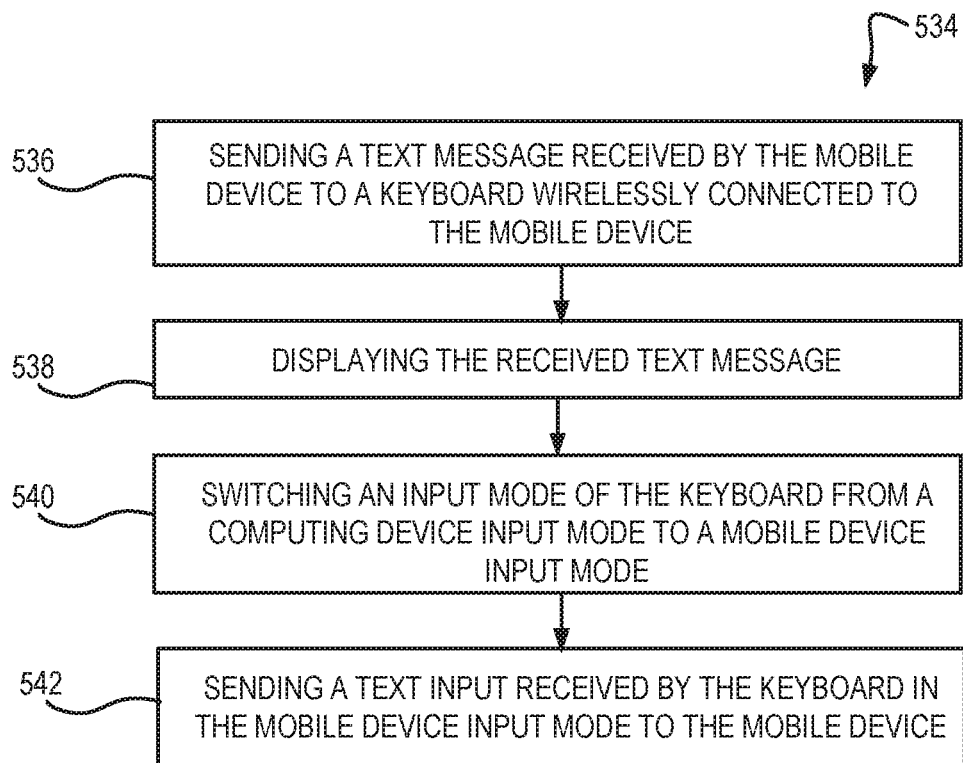 534
536
SENDING A TEXT MESSAGE RECEIVED BY THE MOBILE
DEVICE TO A KEYBOARD WIRELESSLY CONNECTED TO
THE MOBILE DEVICE
538
DISPLAYING THE RECEIVED TEXT MESSAGE
540
SWITCHING AN INPUT MODE OF THE KEYBOARD FROM A
COMPUTING DEVICE INPUT MODE TO A MOBILE DEVICE
INPUT MODE
542
SENDING A TEXT INPUT RECEIVED BY THE KEYBOARD IN
THE MOBILE DEVICE INPUT MODE TO THE MOBILE DEVICE